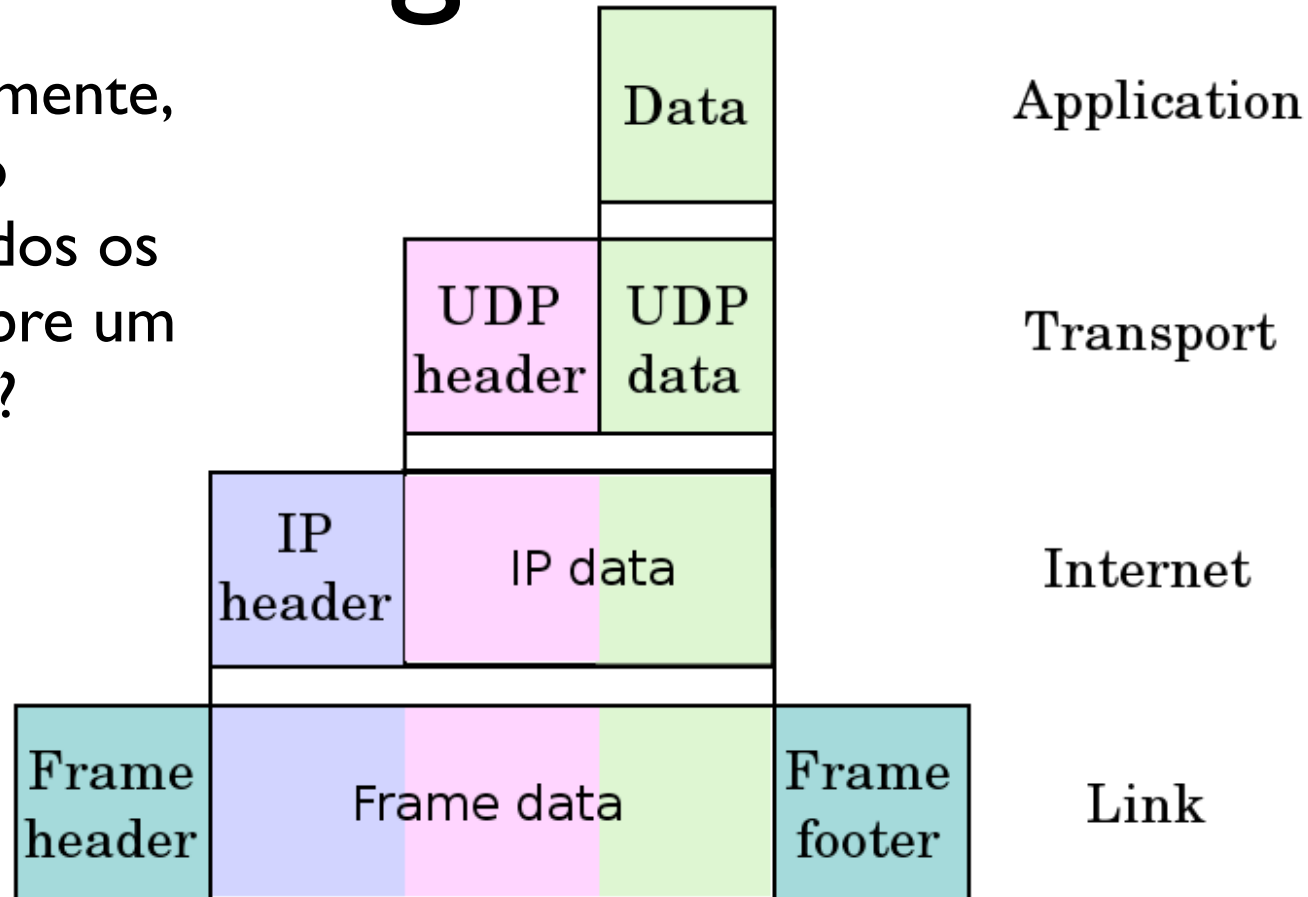 g
mente,
o
dos os
bre um
?
Data
Application
UDP
header
UDP
data
Transport
IP
header
IP data
Internet
Frame
header
Frame data
Frame
footer
Link